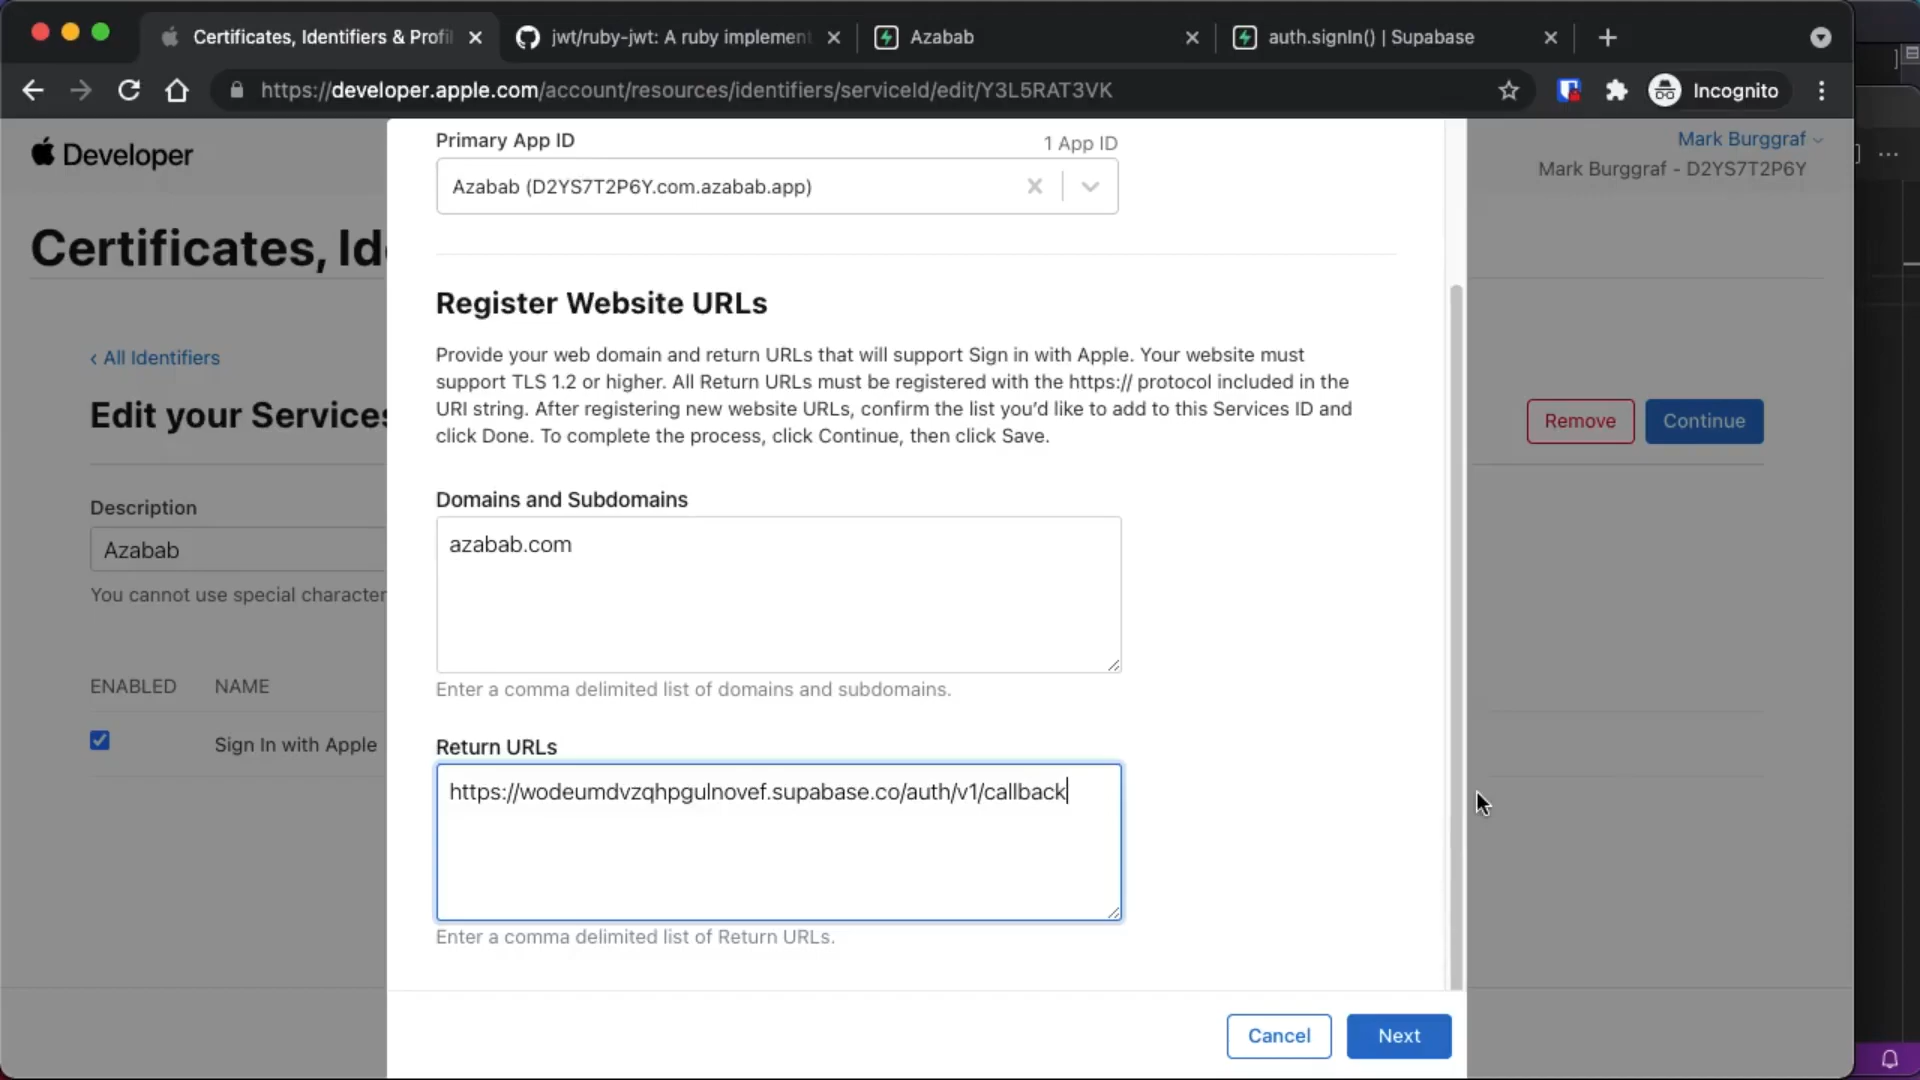 Certificates, Identifiers & Profil
jwt/ruby-jwt: A ruby implemen
Azabab
auth.signIn() | Supabase
https://developer.apple.com/account/resources/identifiers/serviceId/edit/Y3L5RAT3VK
Incognito
Developer
Mark Burggraf
Mark Burggraf - D2YS7T2P6Y
Certificates, Id
‹ All Identifiers
Edit your Services
Remove
Continue
Description
Azabab
You cannot use special character
ENABLED NAME
Sign In with Apple
Primary App ID
1 App ID
Azabab (D2YS7T2P6Y.com.azabab.app)
Register Website URLs
Provide your web domain and return URLs that will support Sign in with Apple. Your website must
support TLS 1.2 or higher. All Return URLs must be registered with the https:// protocol included in the
URI string. After registering new website URLs, confirm the list you’d like to add to this Services ID and
click Done. To complete the process, click Continue, then click Save.
Domains and Subdomains
azabab.com
Enter a comma delimited list of domains and subdomains.
Return URLs
https://wodeumdvzqhpgulnovef.supabase.co/auth/v1/callback
Enter a comma delimited list of Return URLs.
Cancel
Next